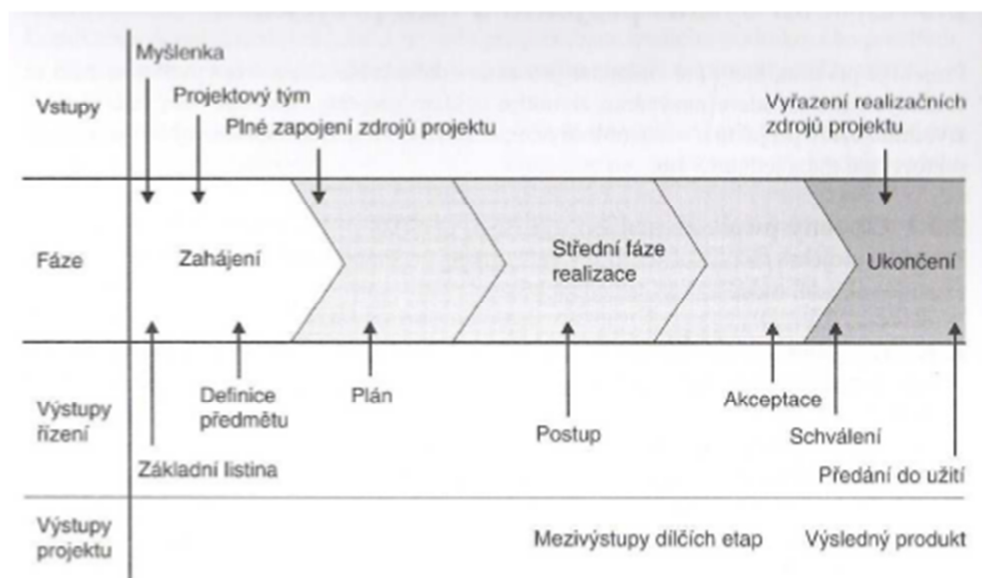 Myšlenka
Vstupy
Projektový tým
Plné zapojení zdrojů projektu
Vyřazení realizačních
zdrojů projektu
Fáze
Zahájení
Střední fáze
realizace
Ukončení
Výstupy
řízení
Základní listina
Definice
předmětu
Plán
Postup
Akceptace
Schválení
Předání do užití
Výstupy
projektu
Mezivýstupy dílčích etap
Výsledný produkt